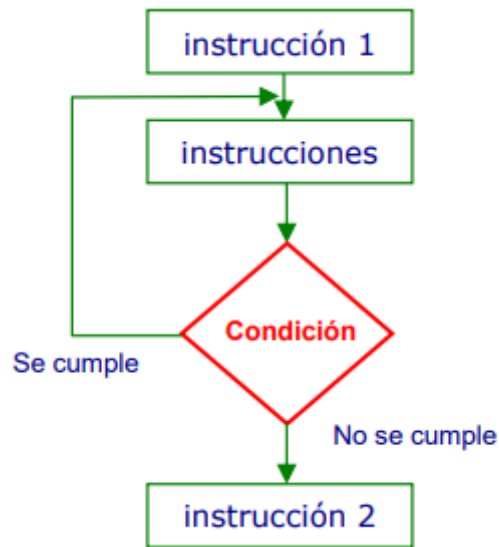 instrucción 1
instrucciones
Condición
Se cumple
No se cumple
instrucción 2